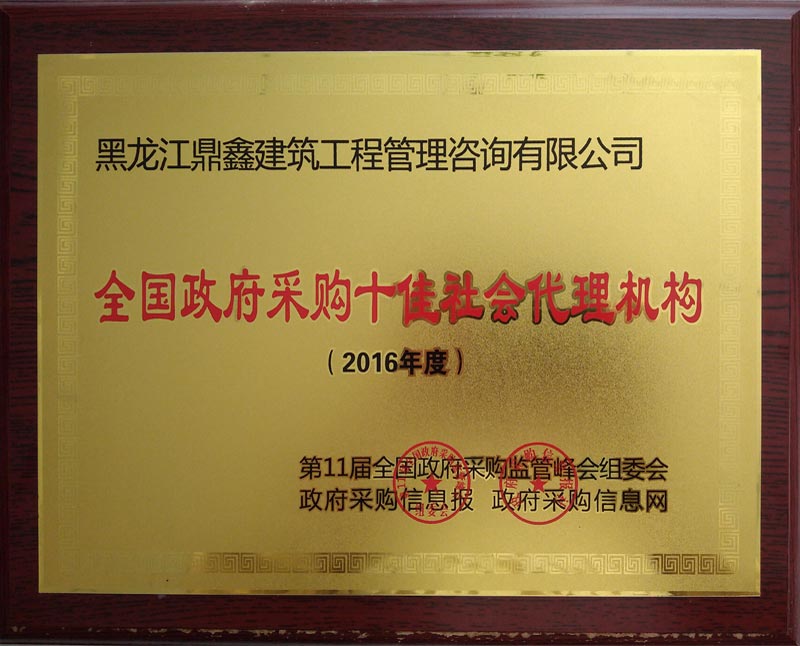 黑龙江鼎鑫建筑工程管理咨询有限公司
全国政府采购十佳社会代理机构
（2016年度）
第11届全国政府采购监管峰会组委会
政府采购信息报 政府采购信息网
组委会